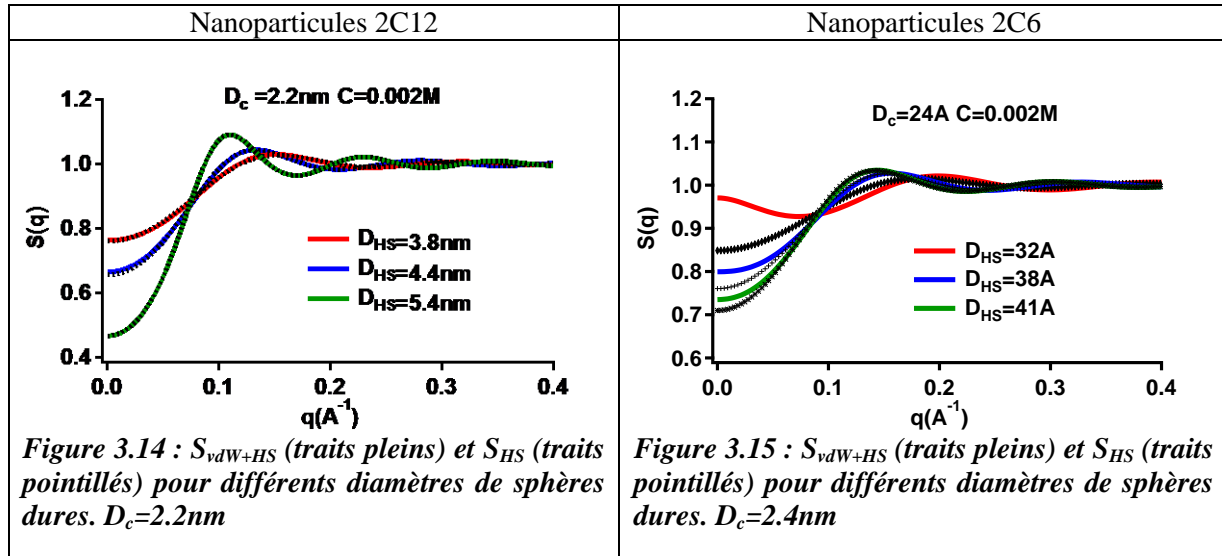 Nanoparticules 2C12
D_c =2.2nm C=0.002M
1.2
1.0
0.8
0.6
0.4
S(q)
D_HS=3.8nm
D_HS=4.4nm
D_HS=5.4nm
0.0 0.1 0.2 0.3 0.4
q(A^-1)
Figure 3.14 : S_vdW+HS (traits pleins) et S_HS (traits
pointillés) pour différents diamètres de sphères
dures. D_c=2.2nm
Nanoparticules 2C6
D_c=24A C=0.002M
1.2
1.1
1.0
0.9
0.8
0.7
0.6
S(q)
D_HS=32A
D_HS=38A
D_HS=41A
0.0 0.1 0.2 0.3 0.4
q(A^-1)
Figure 3.15 : S_vdW+HS (traits pleins) et S_HS (traits
pointillés) pour différents diamètres de sphères
dures. D_c=2.4nm